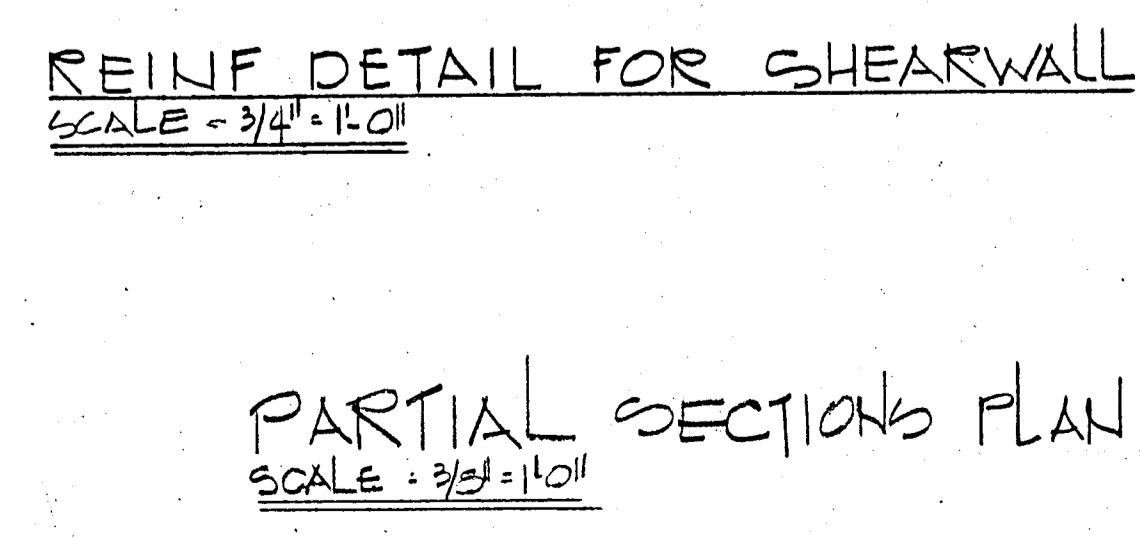 REINF DETAIL FOR SHEARWALL
SCALE - 3/4" = 1'-0"
PARTIAL SECTIONS PLAN
SCALE = 3/8" = 1'0"